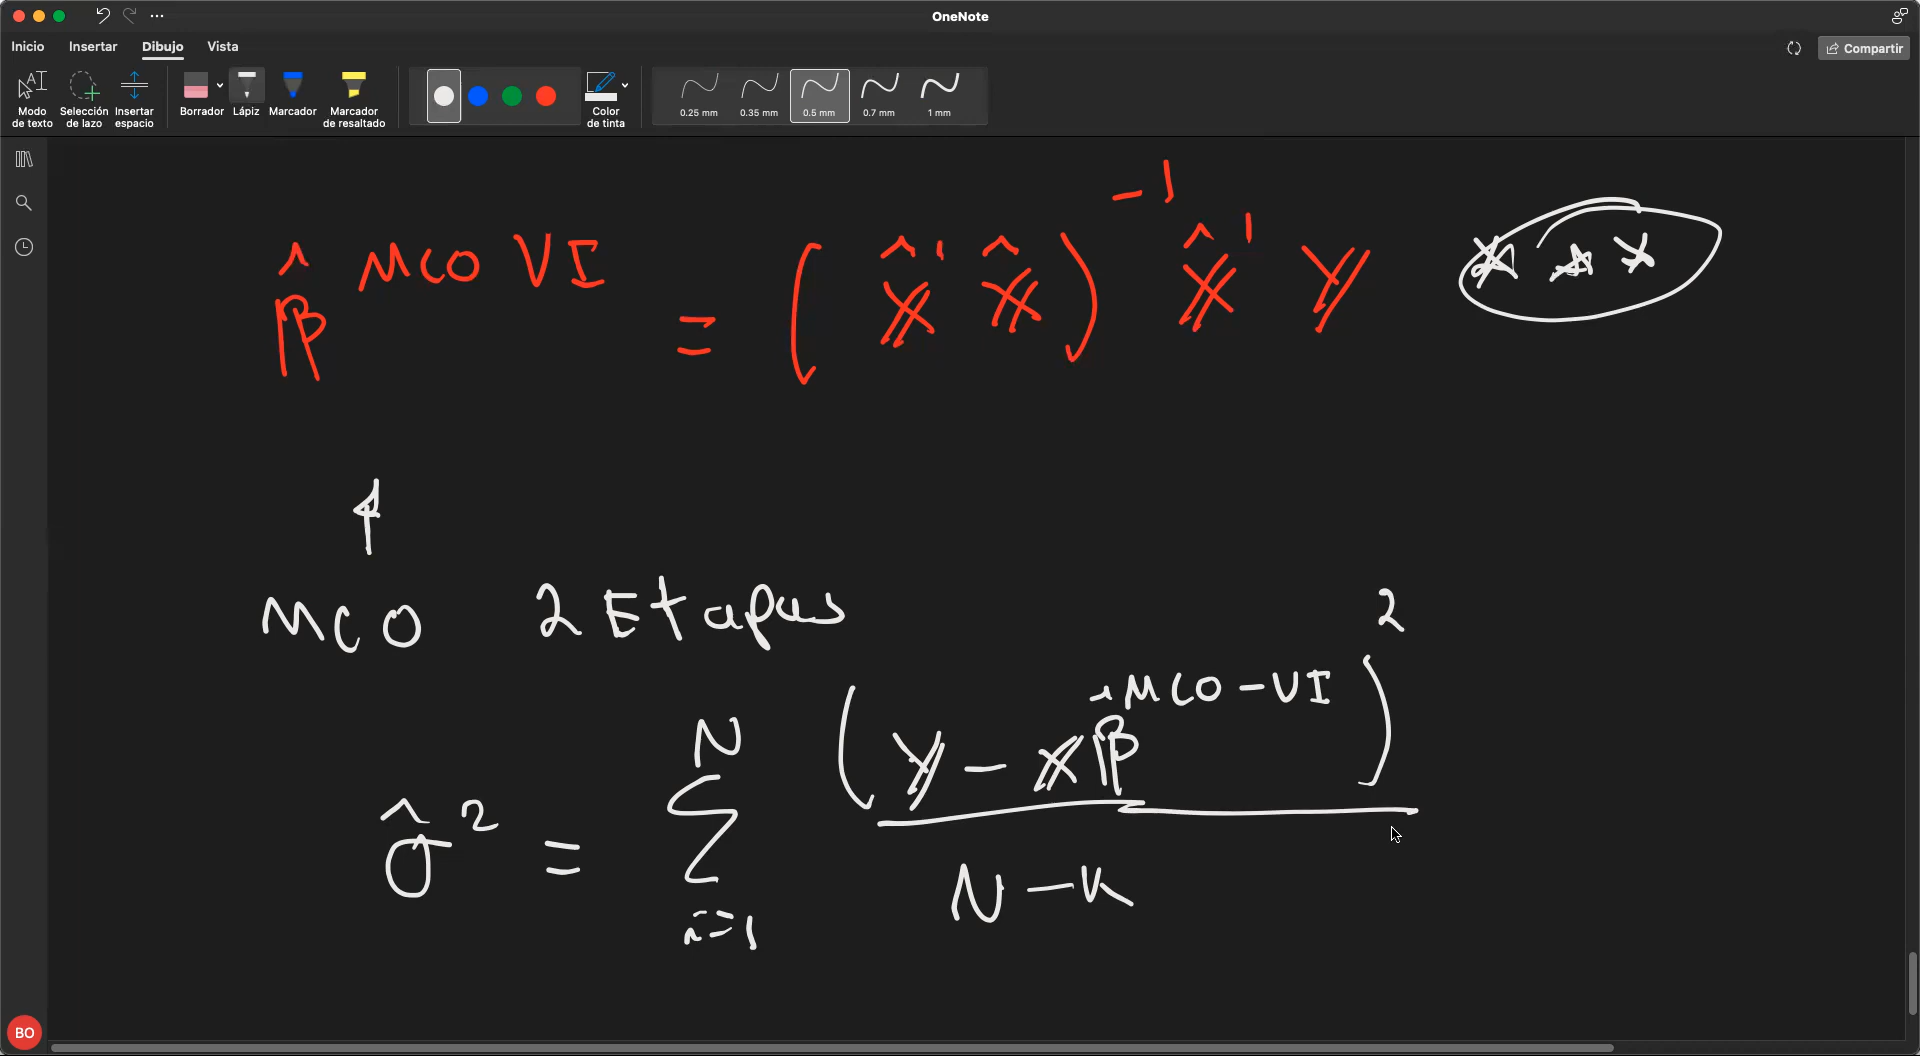 OneNote
Inicio Insertar Dibujo Vista
Compartir
Modo de texto
Selección de lazo
Insertar espacio
Borrador
Lápiz
Marcador
Marcador de resaltado
Color de tinta
0.25 mm
0.35 mm
0.5 mm
0.7 mm
1 mm
β̂ ^MCO VI = (X̂' X̂)^-1 X̂' Y
MCO 2 Etapas
σ̂² = Σ_{i=1}^{N} (Y - Xβ̂^{MCO-VI})² / N-K
BO